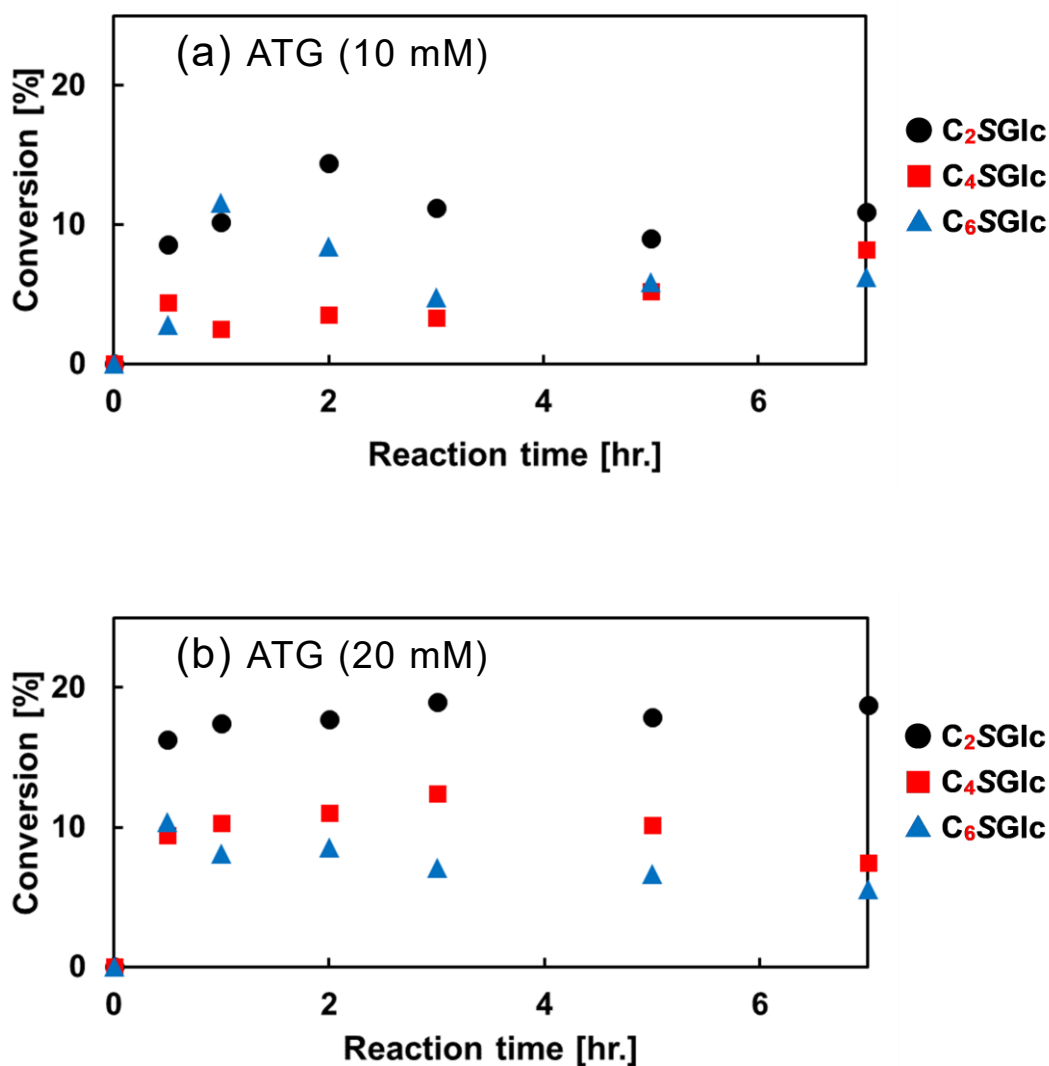 (a) ATG (10 mM)
Conversion [%]
20
10
0
0 2 4 6
Reaction time [hr.]
C₂SGlc
C₄SGlc
C₆SGlc
(b) ATG (20 mM)
Conversion [%]
20
10
0
0 2 4 6
Reaction time [hr.]
C₂SGlc
C₄SGlc
C₆SGlc